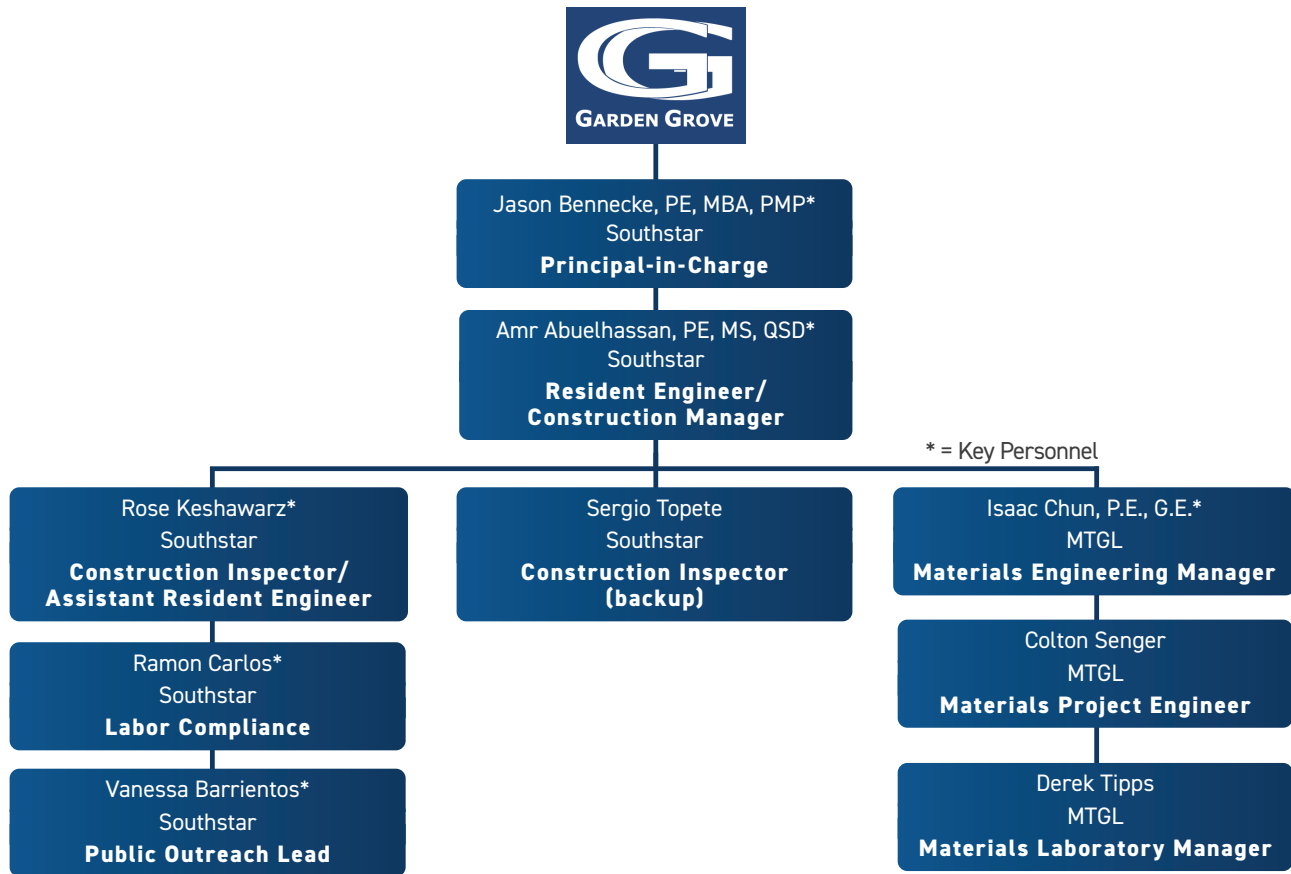 GARDEN GROVE
Jason Bennecke, PE, MBA, PMP*
Southstar
Principal-in-Charge
Amr Abuelhassan, PE, MS, QSD*
Southstar
Resident Engineer/
Construction Manager
* = Key Personnel
Rose Keshawarz*
Southstar
Construction Inspector/
Assistant Resident Engineer
Ramon Carlos*
Southstar
Labor Compliance
Vanessa Barrientos*
Southstar
Public Outreach Lead
Sergio Topete
Southstar
Construction Inspector
(backup)
Isaac Chun, P.E., G.E.*
MTGL
Materials Engineering Manager
Colton Senger
MTGL
Materials Project Engineer
Derek Tipps
MTGL
Materials Laboratory Manager